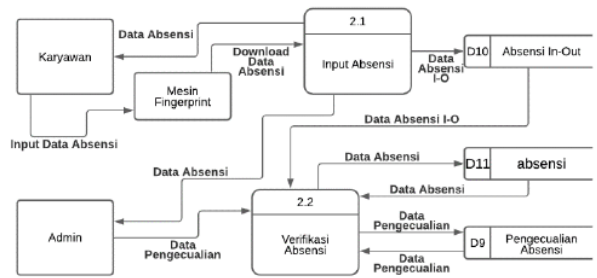 2.1
Data Absensi
Karyawan
Download
Data
Absensi
Input Absensi
Data
Absensi
I-O
D10
Absensi In-Out
Mesin
Fingerprint
Input Data Absensi
Data Absensi I-O
Data Absensi
D11
absensi
Data Absensi
Data Absensi
2.2
Admin
Data
Pengecualian
Verifikasi
Absensi
Data
Pengecualian
D9
Pengecualian
Absensi
Data
Pengecualian